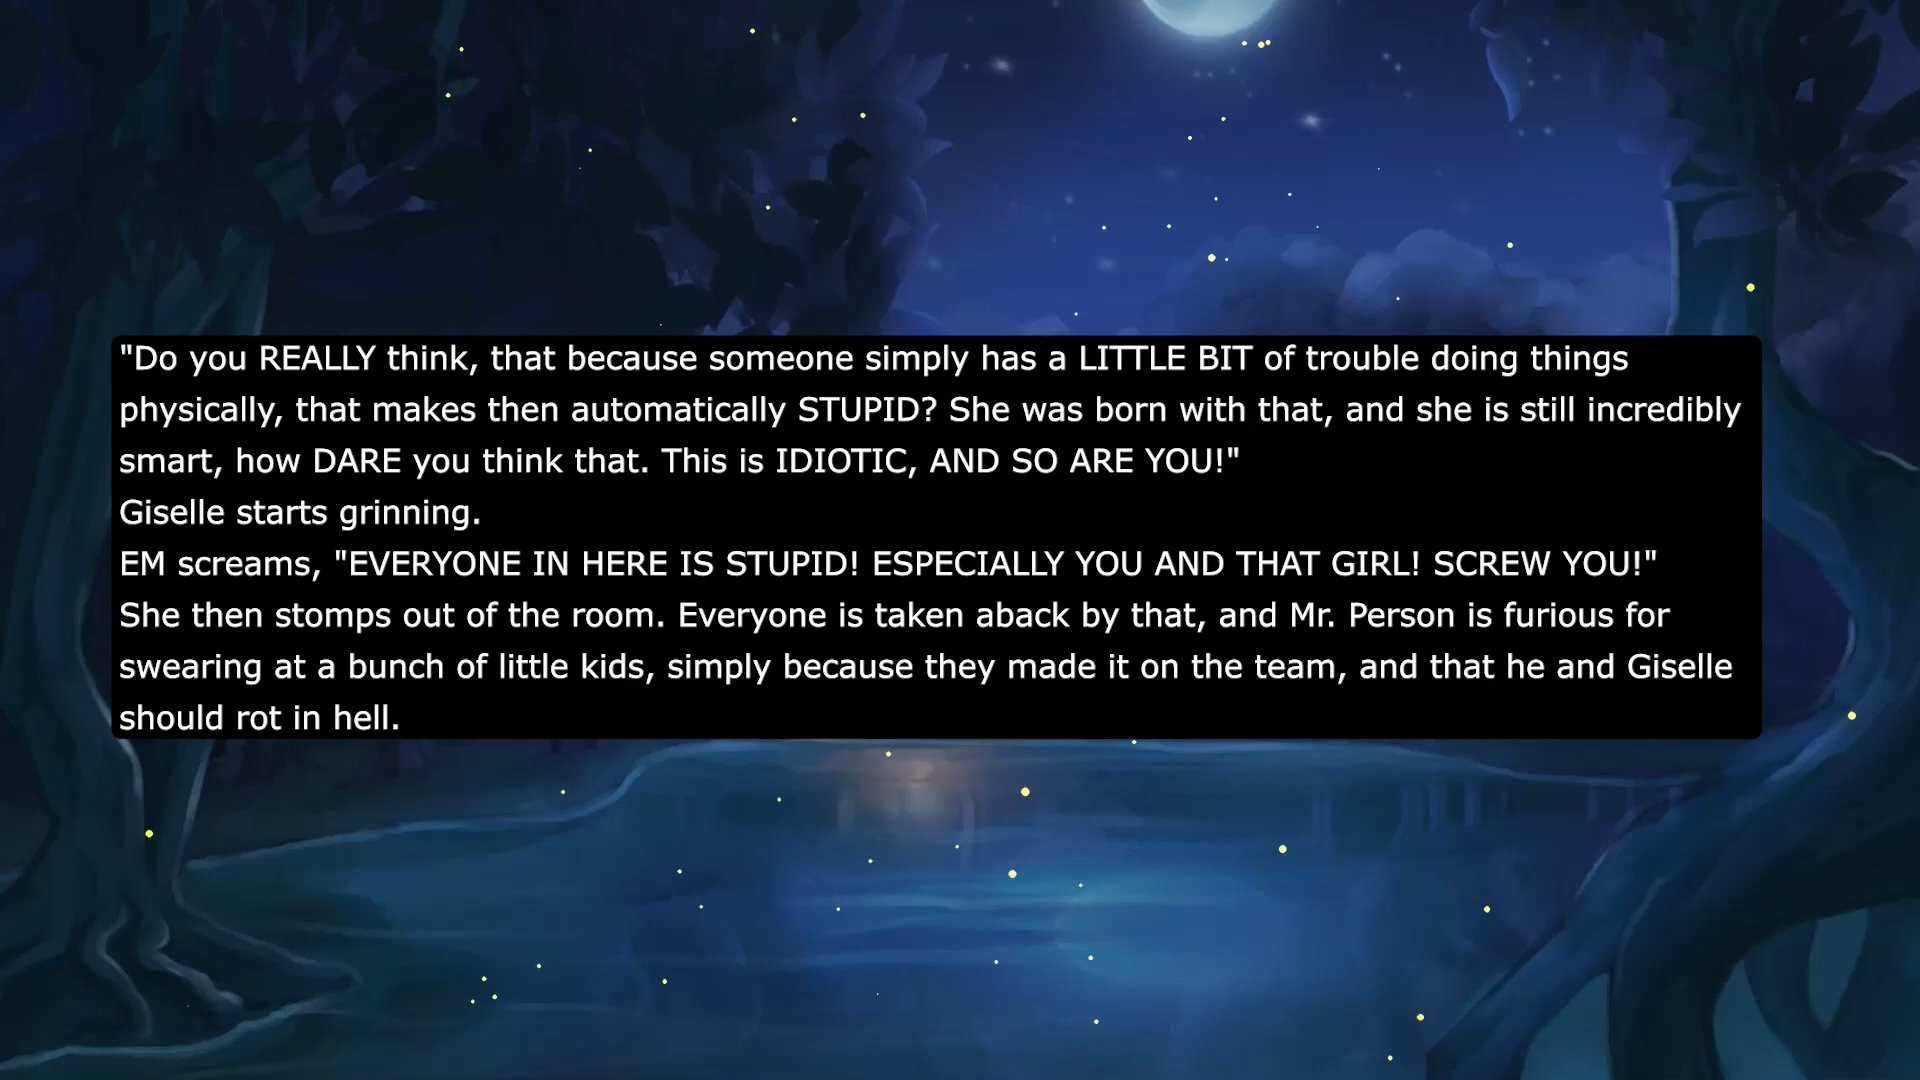 "Do you REALLY think, that because someone simply has a LITTLE BIT of trouble doing things
physically, that makes then automatically STUPID? She was born with that, and she is still incredibly
smart, how DARE you think that. This is IDIOTIC, AND SO ARE YOU!"
Giselle starts grinning.
EM screams, "EVERYONE IN HERE IS STUPID! ESPECIALLY YOU AND THAT GIRL! SCREW YOU!"
She then stomps out of the room. Everyone is taken aback by that, and Mr. Person is furious for
swearing at a bunch of little kids, simply because they made it on the team, and that he and Giselle
should rot in hell.